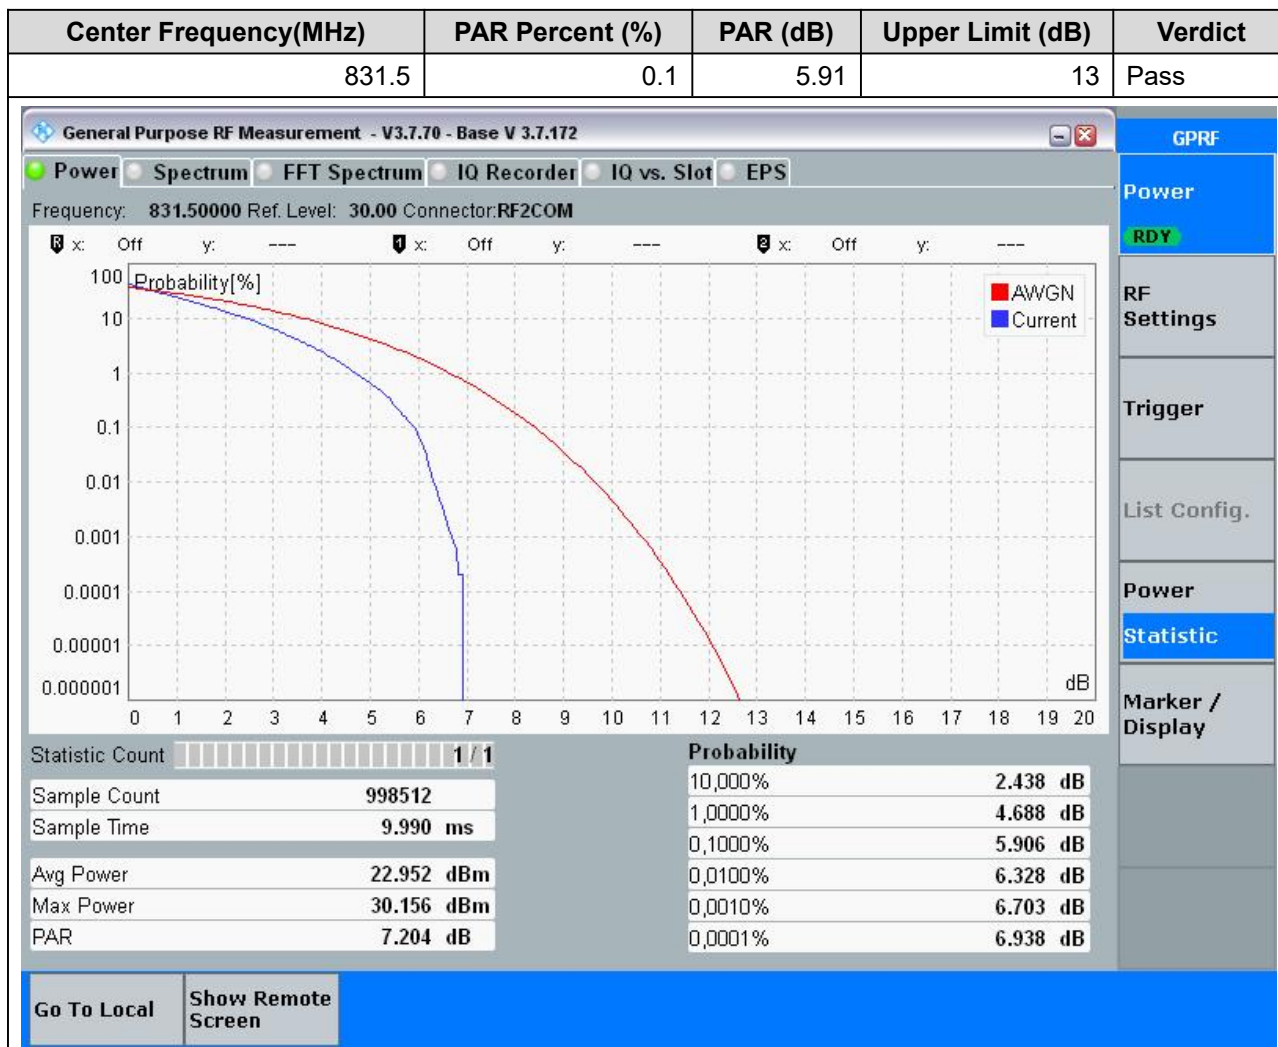 Center Frequency(MHz) PAR Percent (%) PAR (dB) Upper Limit (dB) Verdict
831.5 0.1 5.91 13 Pass
General Purpose RF Measurement - V3.7.70 - Base V 3.7.172
GPRF
Power Spectrum FFT Spectrum IQ Recorder IQ vs. Slot EPS
Power
RDY
Frequency: 831.50000 Ref. Level: 30.00 Connector:RF2COM
R x: Off y: --- 1 x: Off y: --- 2 x: Off y: ---
100 Probability[%]
AWGN
Current
10
1
0.1
0.01
0.001
0.0001
0.00001
0.000001
dB
0 1 2 3 4 5 6 7 8 9 10 11 12 13 14 15 16 17 18 19 20
RF
Settings
Trigger
List Config.
Power
Statistic
Marker /
Display
Statistic Count 1 / 1
Sample Count 998512
Sample Time 9.990 ms
Avg Power 22.952 dBm
Max Power 30.156 dBm
PAR 7.204 dB
Probability
10,000% 2.438 dB
1,0000% 4.688 dB
0,1000% 5.906 dB
0,0100% 6.328 dB
0,0010% 6.703 dB
0,0001% 6.938 dB
Go To Local
Show Remote
Screen